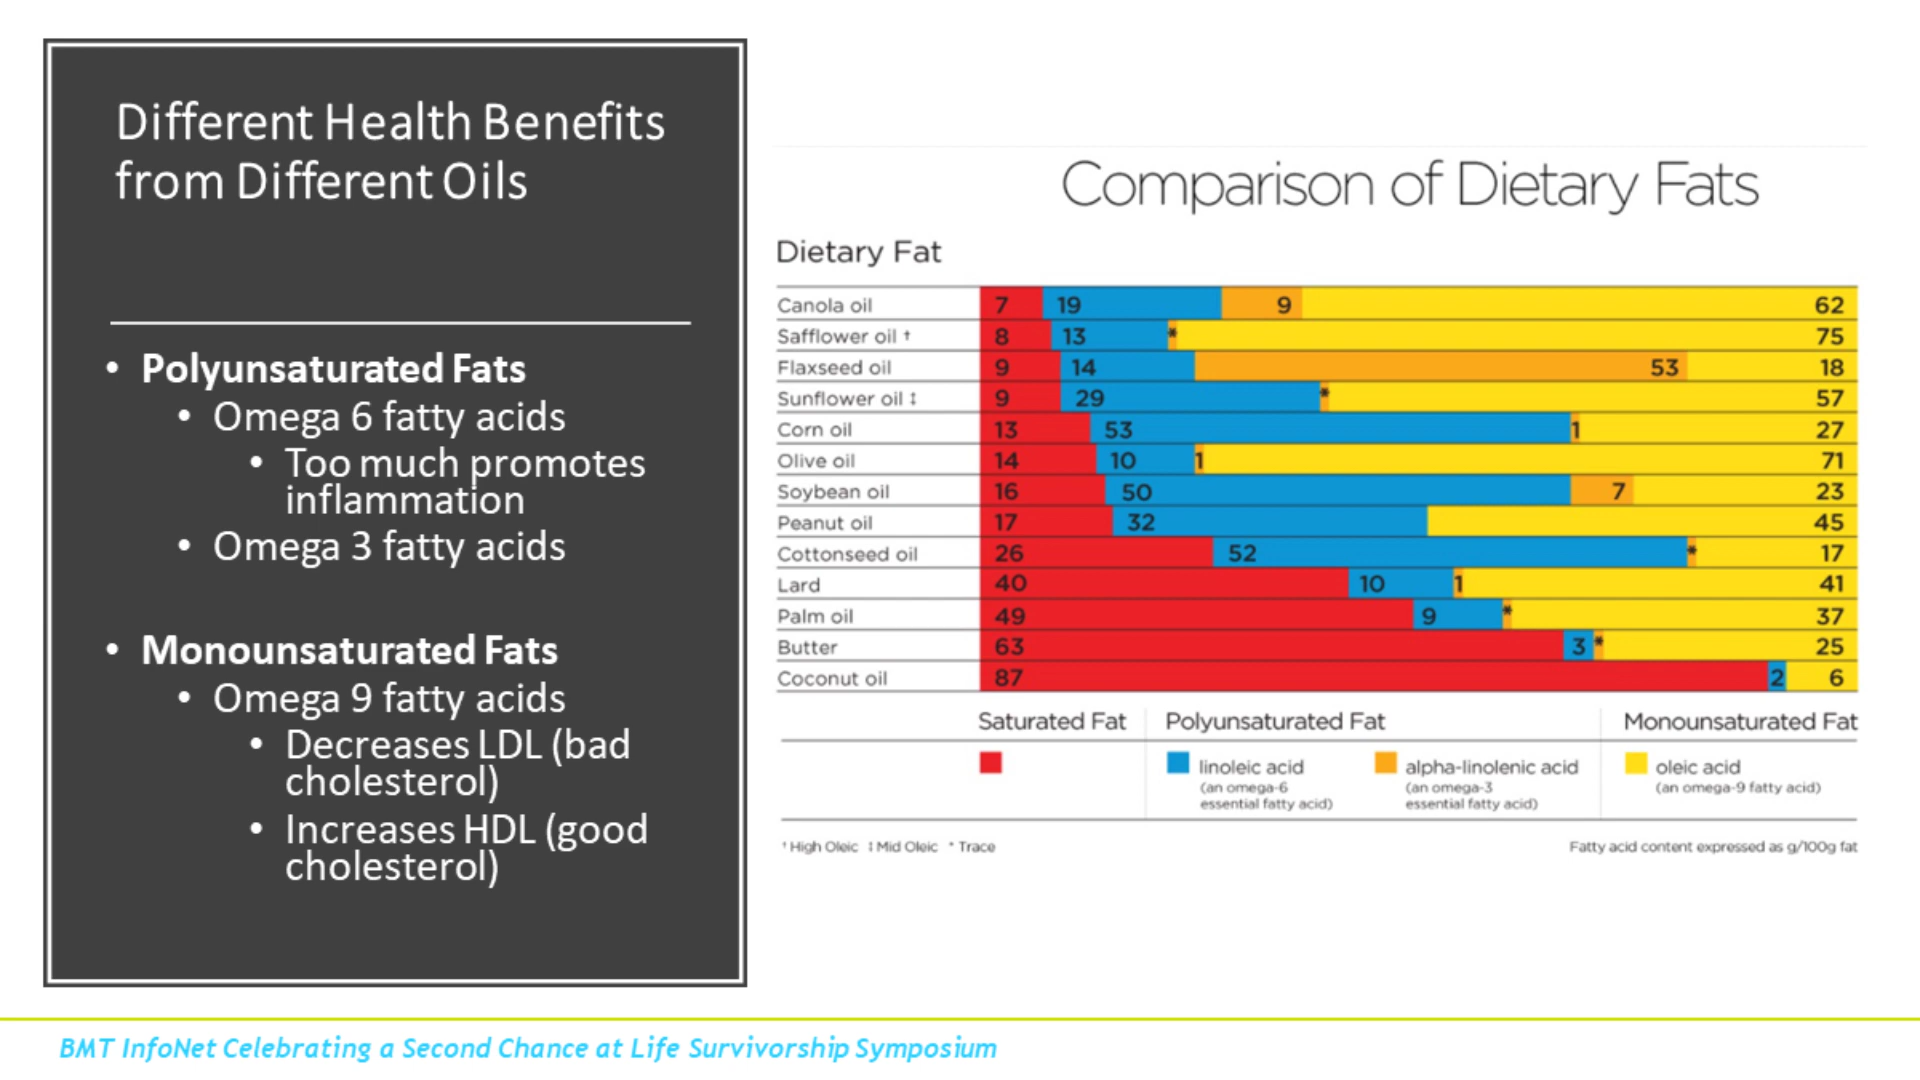 Different Health Benefits
from Different Oils
• Polyunsaturated Fats
• Omega 6 fatty acids
• Too much promotes
inflammation
• Omega 3 fatty acids
• Monounsaturated Fats
• Omega 9 fatty acids
• Decreases LDL (bad
cholesterol)
• Increases HDL (good
cholesterol)
Comparison of Dietary Fats
Dietary Fat
Canola oil 7 19 9 62
Safflower oil † 8 13 * 75
Flaxseed oil 9 14 53 18
Sunflower oil ‡ 9 29 * 57
Corn oil 13 53 1 27
Olive oil 14 10 1 71
Soybean oil 16 50 7 23
Peanut oil 17 32 45
Cottonseed oil 26 52 * 17
Lard 40 10 1 41
Palm oil 49 9 * 37
Butter 63 3 * 25
Coconut oil 87 2 6
Saturated Fat Polyunsaturated Fat Monounsaturated Fat
linoleic acid alpha-linolenic acid oleic acid
(an omega-6 (an omega-3 (an omega-9 fatty acid)
essential fatty acid) essential fatty acid)
† High Oleic ‡ Mid Oleic * Trace Fatty acid content expressed as g/100g fat
BMT InfoNet Celebrating a Second Chance at Life Survivorship Symposium